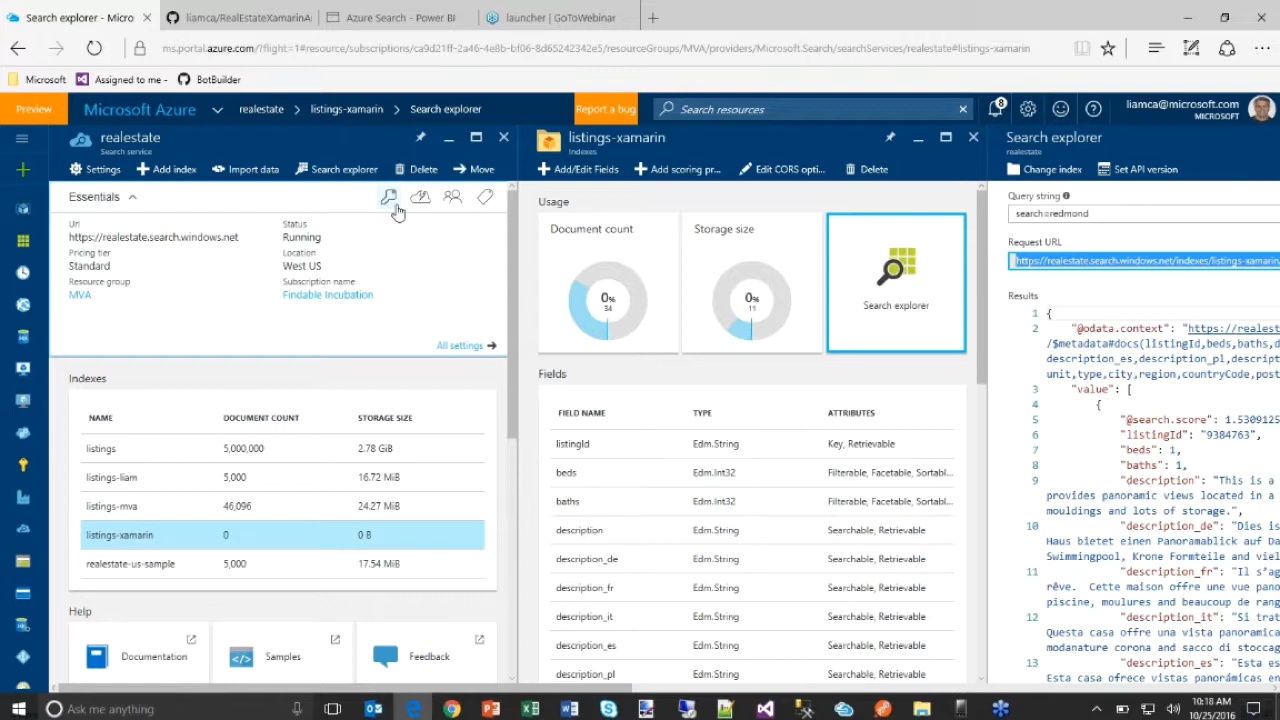 Search explorer - Micro
liamca/RealEstateXamarinA
Azure Search - Power BI
launcher | GoToWebinar
ms.portal.azure.com/?flight=1#resource/subscriptions/ca9d21ff-2a46-4e8b-bf06-8d65242342e5/resourceGroups/MVA/providers/Microsoft.Search/searchServices/realestate#listings-xamarin
Microsoft
Assigned to me -
BotBuilder
Preview
Microsoft Azure
realestate > listings-xamarin > Search explorer
Report a bug
Search resources
8
liamca@microsoft.com
MICROSOFT
realestate
Search service
Settings
Add index
Import data
Search explorer
Delete
Move
Essentials
Url
https://realestate.search.windows.net
Pricing tier
Standard
Resource group
MVA
Status
Running
Location
West US
Subscription name
Findable Incubation
All settings
Indexes
NAME DOCUMENT COUNT STORAGE SIZE
listings 5,000,000 2.78 GiB
listings-liam 5,000 16.72 MiB
listings-mva 46,096 24.27 MiB
listings-xamarin 0 0 B
realestate-us-sample 5,000 17.54 MiB
Help
Documentation
Samples
Feedback
listings-xamarin
Indexes
Add/Edit Fields
Add scoring pr...
Edit CORS opti...
Delete
Usage
Document count
0%
34
Storage size
0%
11
Search explorer
Fields
FIELD NAME TYPE ATTRIBUTES
listingId Edm.String Key, Retrievable
beds Edm.Int32 Filterable, Facetable, Sortabl...
baths Edm.Int32 Filterable, Facetable, Sortabl...
description Edm.String Searchable, Retrievable
description_de Edm.String Searchable, Retrievable
description_fr Edm.String Searchable, Retrievable
description_it Edm.String Searchable, Retrievable
description_es Edm.String Searchable, Retrievable
description_pl Edm.String Searchable, Retrievable
Search explorer
realestate
Change index
Set API version
Query string
search=redmond
Request URL
https://realestate.search.windows.net/indexes/listings-xamarin/
Results
1 {
2 "@odata.context": "https://realest
/$metadata#docs(listingId,beds,baths,d
description_es,description_pl,descript
unit,type,city,region,countryCode,post
3 "value": [
4 {
5 "@search.score": 1.5309125
6 "listingId": "9384763",
7 "beds": 1,
8 "baths": 1,
9 "description": "This is a
provides panoramic views located in a
mouldings and lots of storage.",
10 "description_de": "Dies is
Haus bietet einen Panoramablick auf Da
Swimmingpool, Krone Formteile und viel
11 "description_fr": "Il s'ag
rêve. Cette maison offre une vue pano
piscine, moulures and beaucoup de rang
12 "description_it": "Si trat
Questa casa offre una vista panoramica
modanature corona and sacco di stoccag
13 "description_es": "Esta es
Esta casa ofrece vistas panorámicas en
Ask me anything
10:18 AM
10/25/2016